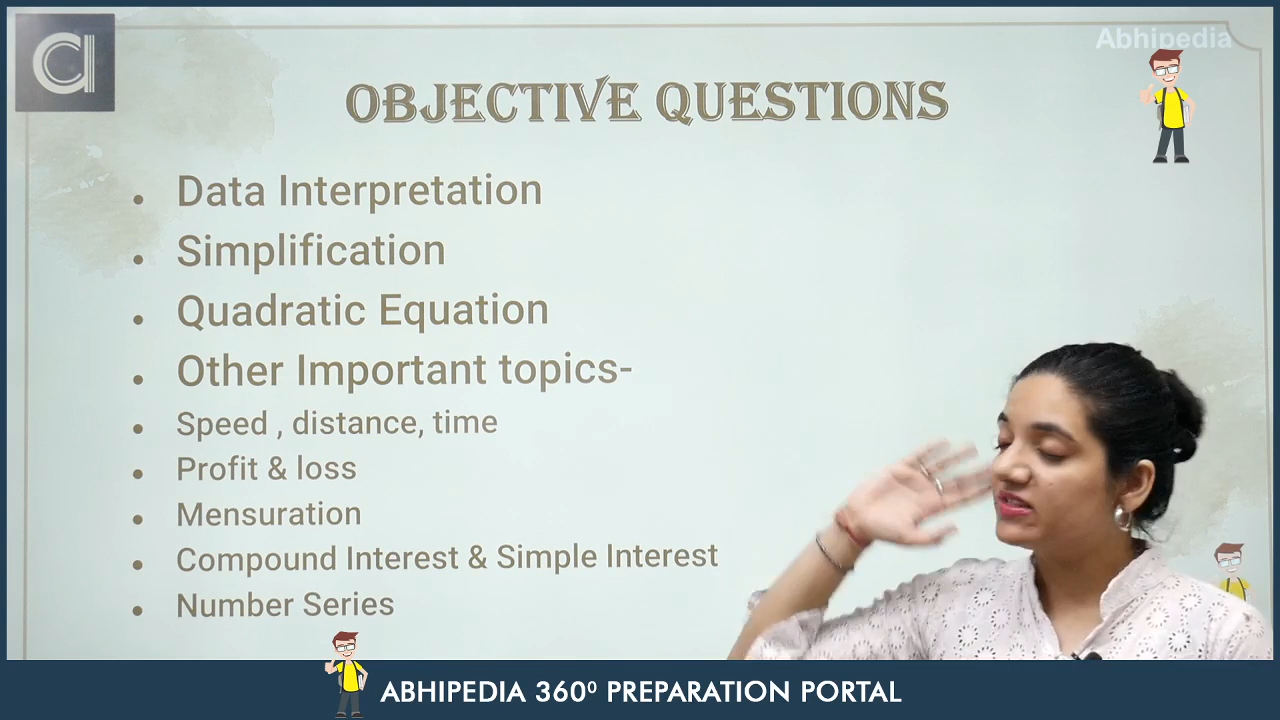 Abhipedia
OBJECTIVE QUESTIONS
• Data Interpretation
• Simplification
• Quadratic Equation
• Other Important topics-
• Speed , distance, time
• Profit & loss
• Mensuration
• Compound Interest & Simple Interest
• Number Series
ABHIPEDIA 360⁰ PREPARATION PORTAL